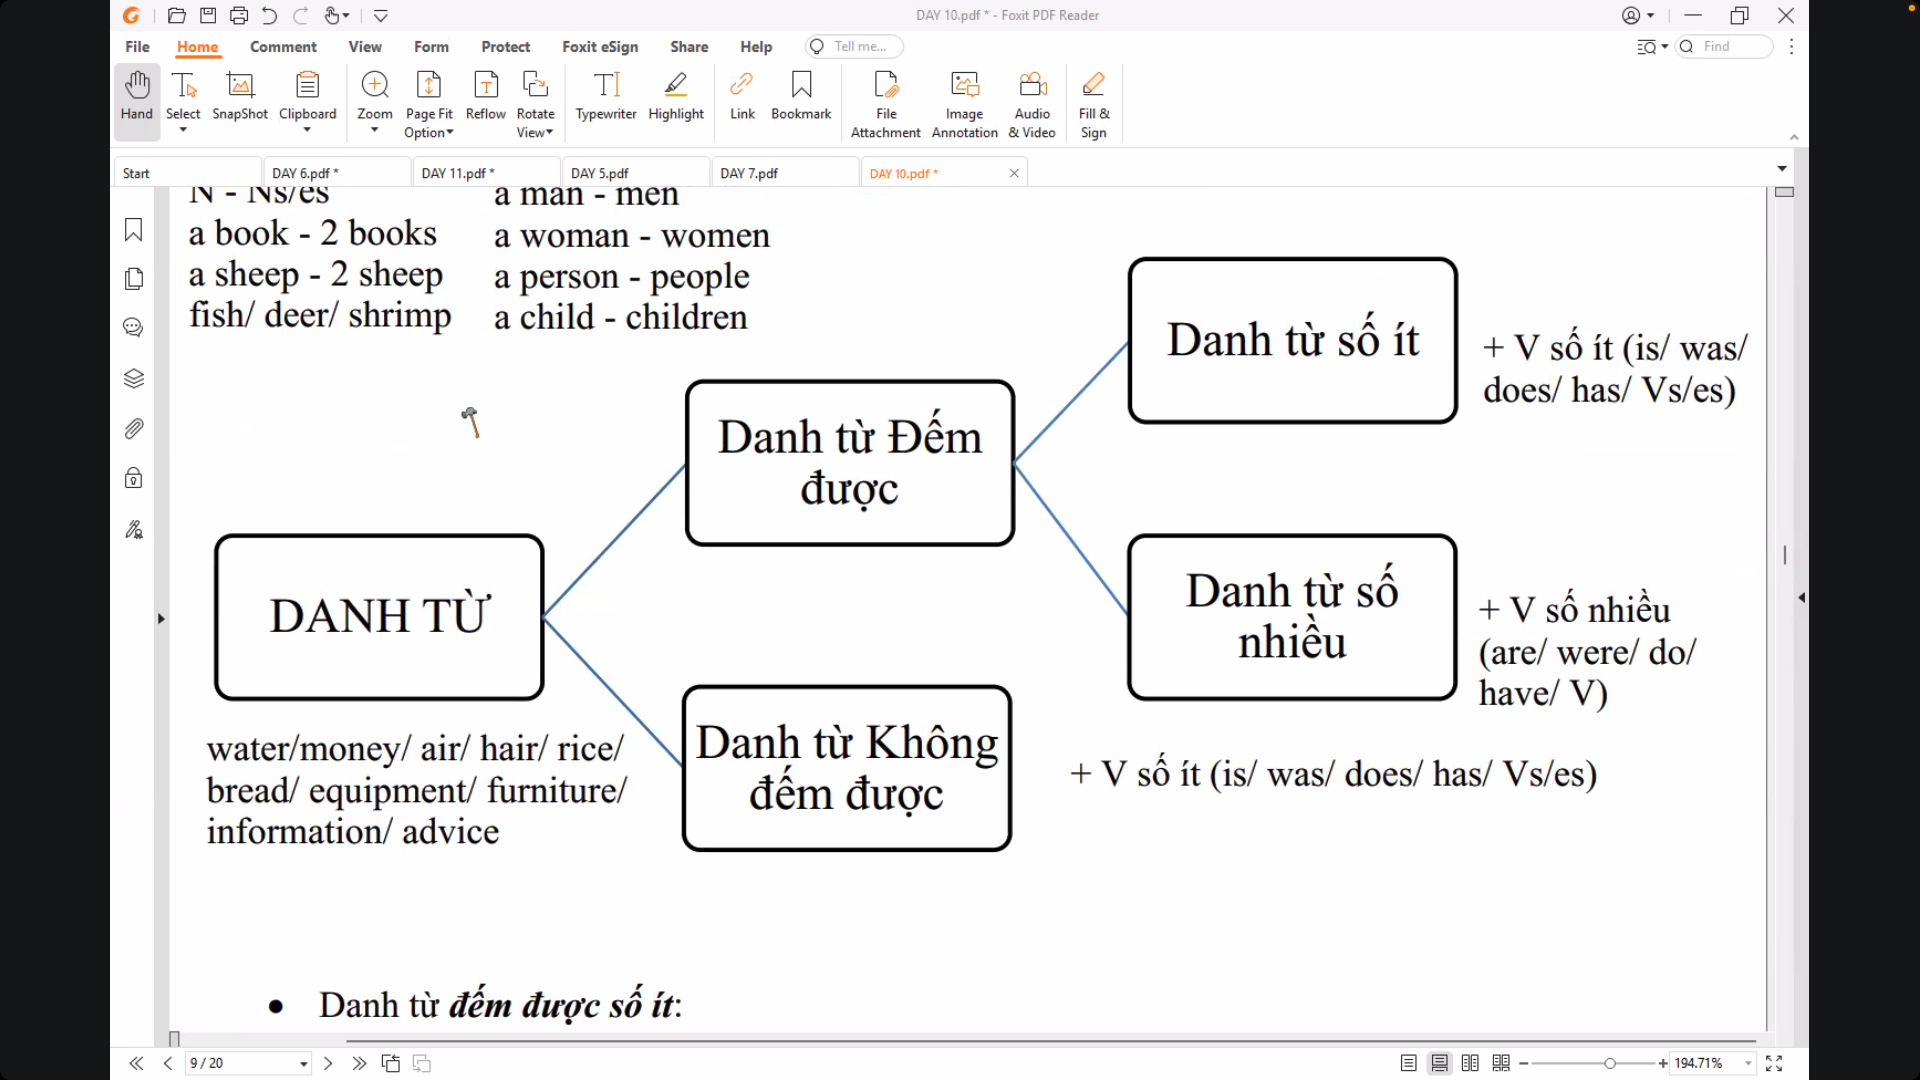 DAY 10.pdf * - Foxit PDF Reader
File Home Comment View Form Protect Foxit eSign Share Help Tell me... Find
Hand Select SnapShot Clipboard Zoom Page Fit Option Reflow Rotate View Typewriter Highlight Link Bookmark File Attachment Image Annotation Audio & Video Fill & Sign
Start DAY 6.pdf * DAY 11.pdf * DAY 5.pdf DAY 7.pdf DAY 10.pdf *
N - Ns/es
a book - 2 books
a sheep - 2 sheep
fish/ deer/ shrimp
a man - men
a woman - women
a person - people
a child - children
Danh từ số ít
+ V số ít (is/ was/
does/ has/ Vs/es)
Danh từ Đếm
được
DANH TỪ
Danh từ số
nhiều
+ V số nhiều
(are/ were/ do/
have/ V)
water/money/ air/ hair/ rice/
bread/ equipment/ furniture/
information/ advice
Danh từ Không
đếm được
+ V số ít (is/ was/ does/ has/ Vs/es)
• Danh từ đếm được số ít:
9 / 20
194.71%